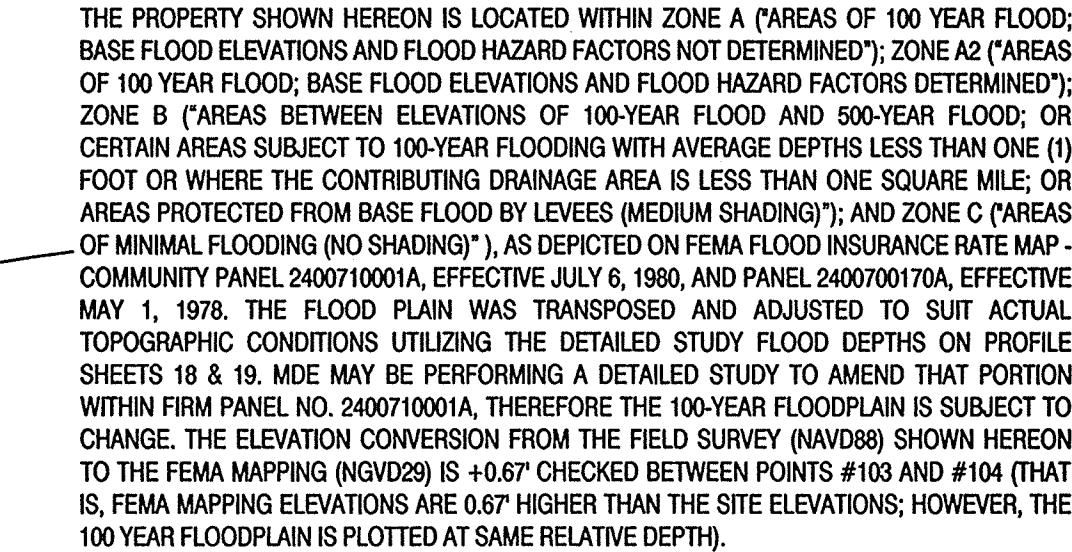 THE PROPERTY SHOWN HEREON IS LOCATED WITHIN ZONE A ("AREAS OF 100 YEAR FLOOD;
BASE FLOOD ELEVATIONS AND FLOOD HAZARD FACTORS NOT DETERMINED"); ZONE A2 ("AREAS
OF 100 YEAR FLOOD; BASE FLOOD ELEVATIONS AND FLOOD HAZARD FACTORS DETERMINED");
ZONE B ("AREAS BETWEEN ELEVATIONS OF 100-YEAR FLOOD AND 500-YEAR FLOOD; OR
CERTAIN AREAS SUBJECT TO 100-YEAR FLOODING WITH AVERAGE DEPTHS LESS THAN ONE (1)
FOOT OR WHERE THE CONTRIBUTING DRAINAGE AREA IS LESS THAN ONE SQUARE MILE; OR
AREAS PROTECTED FROM BASE FLOOD BY LEVEES (MEDIUM SHADING)"); AND ZONE C ("AREAS
OF MINIMAL FLOODING (NO SHADING)" ), AS DEPICTED ON FEMA FLOOD INSURANCE RATE MAP -
COMMUNITY PANEL 2400710001A, EFFECTIVE JULY 6, 1980, AND PANEL 2400700170A, EFFECTIVE
MAY 1, 1978. THE FLOOD PLAIN WAS TRANSPOSED AND ADJUSTED TO SUIT ACTUAL
TOPOGRAPHIC CONDITIONS UTILIZING THE DETAILED STUDY FLOOD DEPTHS ON PROFILE
SHEETS 18 & 19. MDE MAY BE PERFORMING A DETAILED STUDY TO AMEND THAT PORTION
WITHIN FIRM PANEL NO. 2400710001A, THEREFORE THE 100-YEAR FLOODPLAIN IS SUBJECT TO
CHANGE. THE ELEVATION CONVERSION FROM THE FIELD SURVEY (NAVD88) SHOWN HEREON
TO THE FEMA MAPPING (NGVD29) IS +0.67' CHECKED BETWEEN POINTS #103 AND #104 (THAT
IS, FEMA MAPPING ELEVATIONS ARE 0.67' HIGHER THAN THE SITE ELEVATIONS; HOWEVER, THE
100 YEAR FLOODPLAIN IS PLOTTED AT SAME RELATIVE DEPTH).